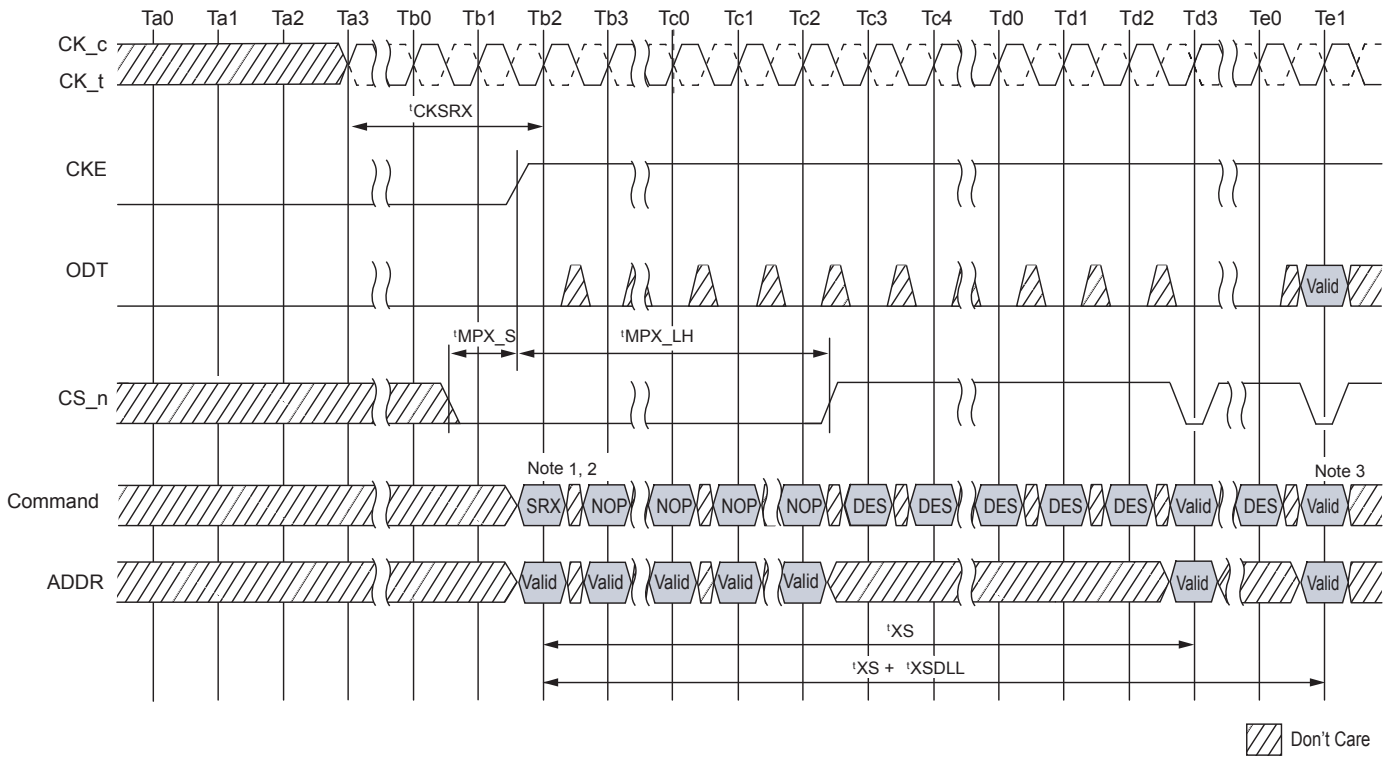 Ta0 Ta1 Ta2 Ta3 Tb0 Tb1 Tb2 Tb3 Tc0 Tc1 Tc2 Tc3 Tc4 Td0 Td1 Td2 Td3 Te0 Te1
CK_c
CK_t
tCKSRX
CKE
ODT
Valid
tMPX_S tMPX_LH
CS_n
Note 1, 2 Note 3
Command SRX NOP NOP NOP NOP DES DES DES DES DES Valid DES Valid
ADDR Valid Valid Valid Valid Valid Valid Valid
tXS
tXS + tXSDLL
Don't Care